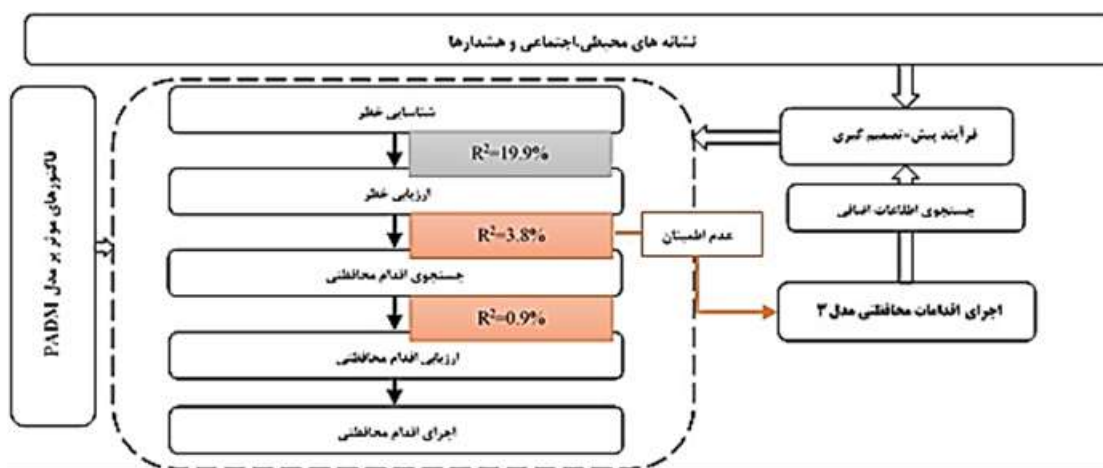 نشانه های محیطی،اجتماعی و هشدارها
فاکتورهای موثر بر مدل PADM
شناسایی خطر
R²=19.9%
ارزیابی خطر
R²=3.8%
جستجوی اقدام محافظتی
R²=0.9%
ارزیابی اقدام محافظتی
اجرای اقدام محافظتی
عدم اطمینان
فرآیند پیش-تصمیم گیری
جستجوی اطلاعات اضافی
اجرای اقدامات محافظتی مدل ۳